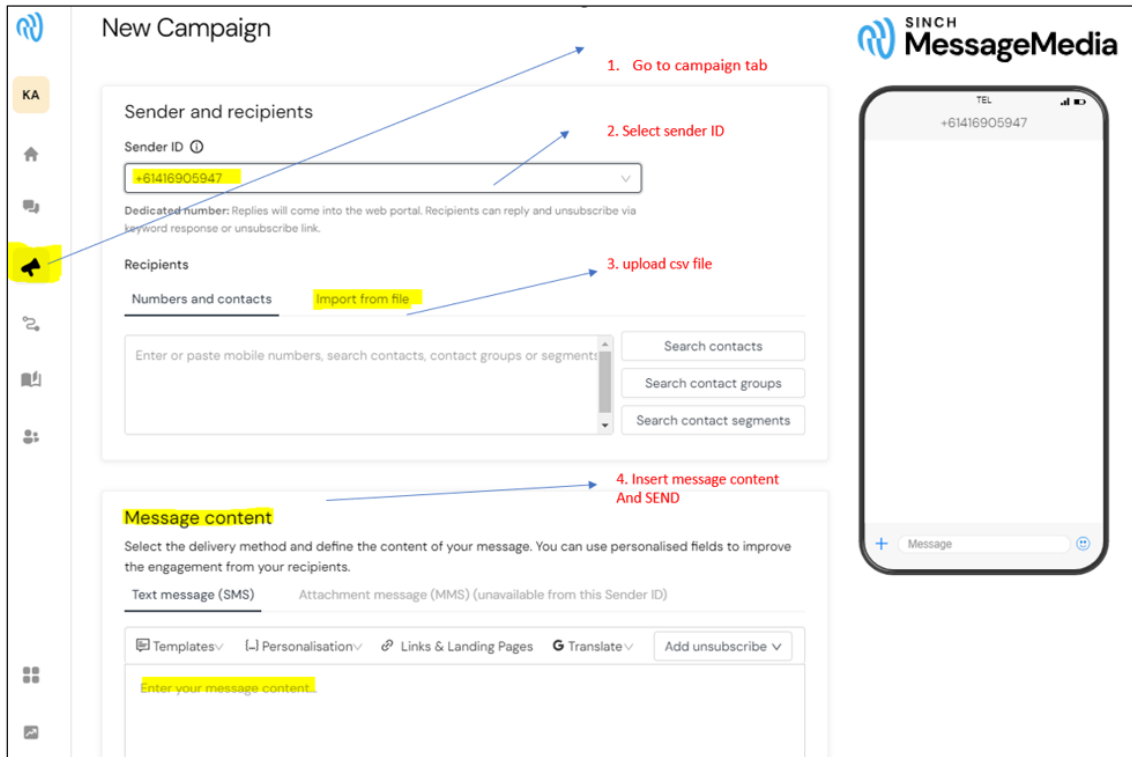 New Campaign
SINCH
MessageMedia
1. Go to campaign tab
KA
Sender and recipients
TEL
+61416905947
2. Select sender ID
Sender ID
+61416905947
Dedicated number: Replies will come into the web portal. Recipients can reply and unsubscribe via
keyword response or unsubscribe link.
Recipients
3. upload csv file
Numbers and contacts
Import from file
Enter or paste mobile numbers, search contacts, contact groups or segments
Search contacts
Search contact groups
Search contact segments
4. Insert message content
And SEND
Message content
Select the delivery method and define the content of your message. You can use personalised fields to improve
the engagement from your recipients.
Message
Text message (SMS)
Attachment message (MMS) (unavailable from this Sender ID)
Templates
Personalisation
Links & Landing Pages
G Translate
Add unsubscribe
Enter your message content...